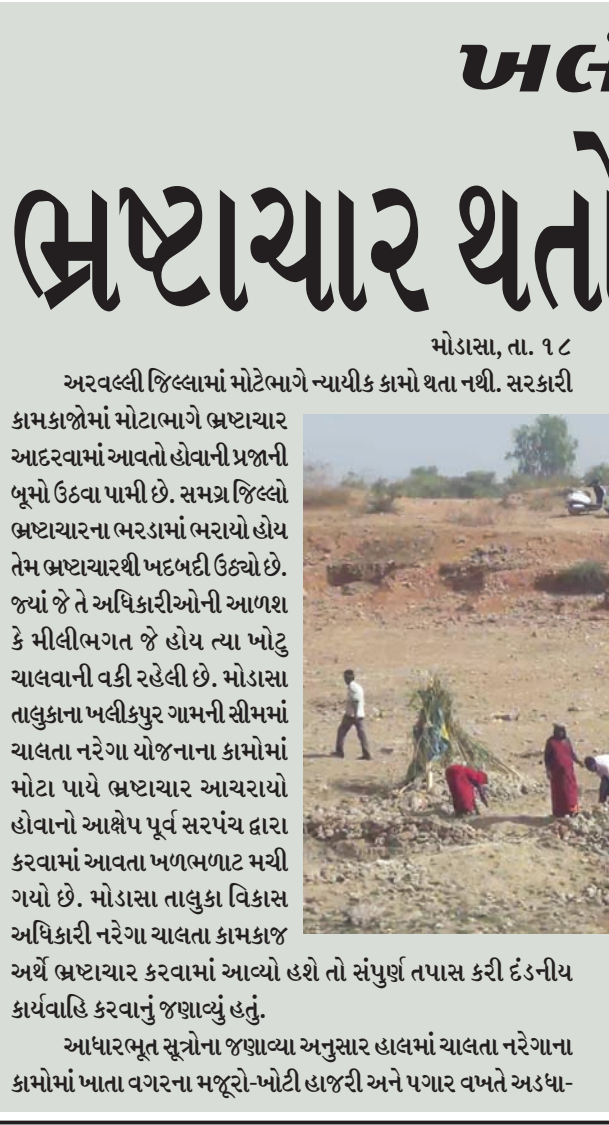 ભ્રષ્ટાચાર થતો
મોડાસા, તા. ૧૮
અરવલ્લી જિલ્લામાં મોટેભાગે ન્યાયીક કામો થતા નથી. સરકારી
કામકાજોમાં મોટાભાગે ભ્રષ્ટાચાર
આદરવામાં આવતો હોવાની પ્રજાની
બૂમો ઉઠવા પામી છે. સમગ્ર જિલ્લો
ભ્રષ્ટાચારના ભરડામાં ભરાયો હોય
તેમ ભ્રષ્ટાચારથી ખદબદી ઉઠ્યો છે.
જ્યાં જે તે અધિકારીઓની આળશ
કે મીલીભગત જે હોય ત્યા ખોટુ
ચાલવાની વકી રહેલી છે. મોડાસા
તાલુકાના ખલીકપુર ગામની સીમમાં
ચાલતા નરેગા યોજનાના કામોમાં
મોટા પાયે ભ્રષ્ટાચાર આચરાયો
હોવાનો આક્ષેપ પૂર્વ સરપંચ દ્વારા
કરવામાં આવતા ખળભળાટ મચી
ગયો છે. મોડાસા તાલુકા વિકાસ
અધિકારી નરેગા ચાલતા કામકાજ
અર્થે ભ્રષ્ટાચાર કરવામાં આવ્યો હશે તો સંપુર્ણ તપાસ કરી દંડનીય
કાર્યવાહિ કરવાનું જણાવ્યું હતું.
આધારભૂત સૂત્રોના જણાવ્યા અનુસાર હાલમાં ચાલતા નરેગાના
કામોમાં ખાતા વગરના મજૂરો-ખોટી હાજરી અને પગાર વખતે અડધા-